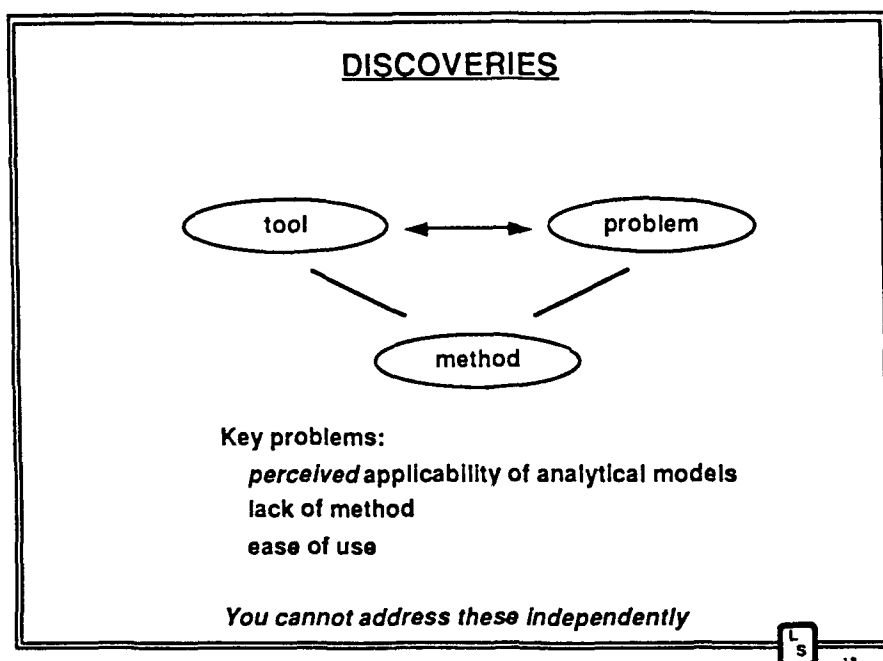 DISCOVERIES
tool
problem
method
Key problems:
perceived applicability of analytical models
lack of method
ease of use
You cannot address these independently
L
S